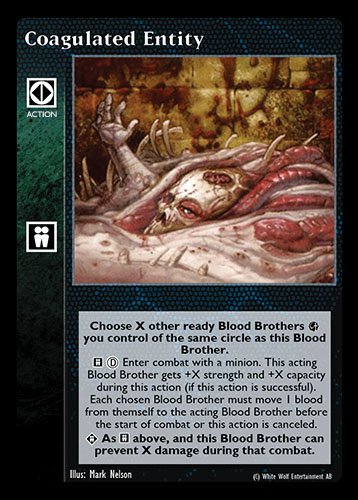 Coagulated Entity
ACTION
Choose X other ready Blood Brothers
you control of the same circle as this Blood
Brother.
D Enter combat with a minion. This acting
Blood Brother gets +X strength and +X capacity
during this action (if this action is successful).
Each chosen Blood Brother must move 1 blood
from themself to the acting Blood Brother before
the start of combat or this action is canceled.
As above, and this Blood Brother can
prevent X damage during that combat.
Illus: Mark Nelson
(C) White Wolf Entertainment AB